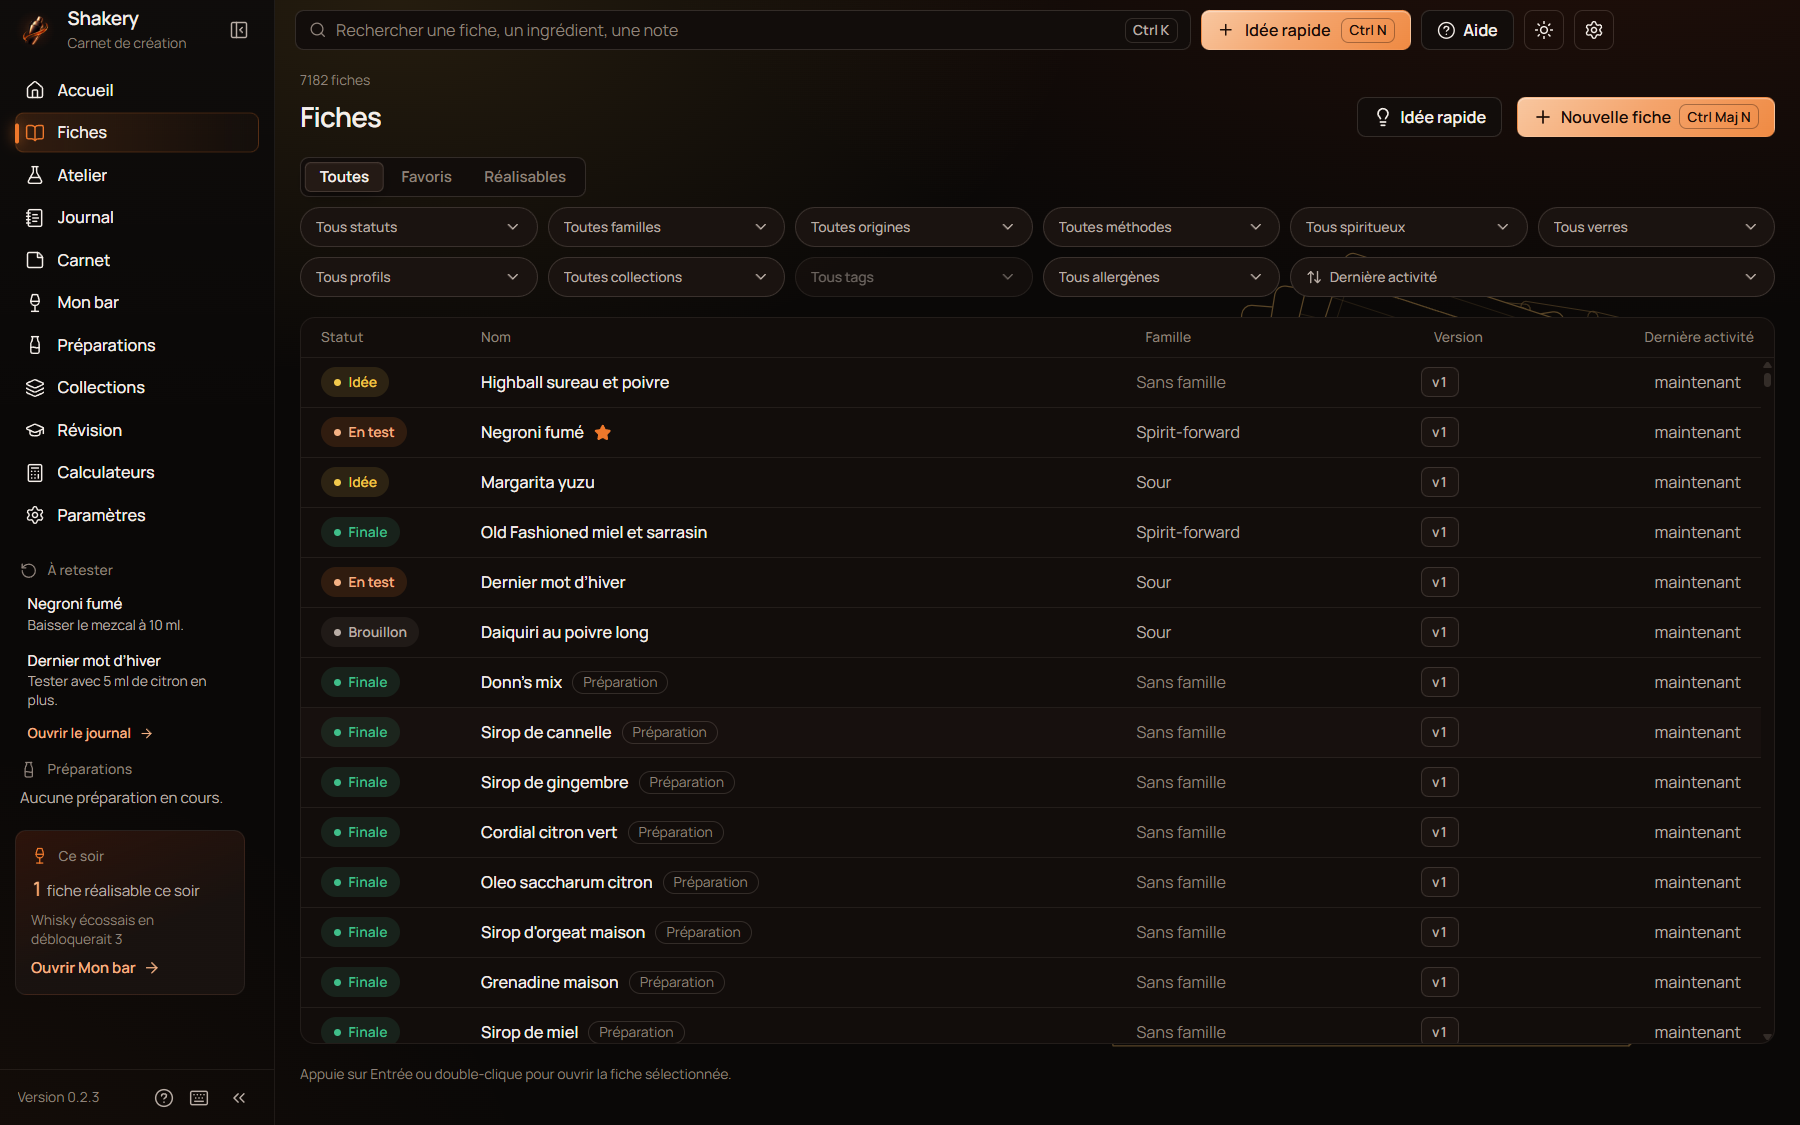 Shakery
Carnet de création
Rechercher une fiche, un ingrédient, une note
Ctrl K
Idée rapide Ctrl N
Aide
Accueil
Fiches
Atelier
Journal
Carnet
Mon bar
Préparations
Collections
Révision
Calculateurs
Paramètres
À retester
Negroni fumé
Baisser le mezcal à 10 ml.
Dernier mot d’hiver
Tester avec 5 ml de citron en
plus.
Ouvrir le journal
Préparations
Aucune préparation en cours.
Ce soir
1 fiche réalisable ce soir
Whisky écossais en
débloquerait 3
Ouvrir Mon bar
Version 0.2.3
7182 fiches
Fiches
Idée rapide
Nouvelle fiche Ctrl Maj N
Toutes Favoris Réalisables
Tous statuts Toutes familles Toutes origines Toutes méthodes Tous spiritueux Tous verres
Tous profils Toutes collections Tous tags Tous allergènes Dernière activité
Statut Nom Famille Version Dernière activité
Idée Highball sureau et poivre Sans famille v1 maintenant
En test Negroni fumé Spirit-forward v1 maintenant
Idée Margarita yuzu Sour v1 maintenant
Finale Old Fashioned miel et sarrasin Spirit-forward v1 maintenant
En test Dernier mot d’hiver Sour v1 maintenant
Brouillon Daiquiri au poivre long Sour v1 maintenant
Finale Donn’s mix Préparation Sans famille v1 maintenant
Finale Sirop de cannelle Préparation Sans famille v1 maintenant
Finale Sirop de gingembre Préparation Sans famille v1 maintenant
Finale Cordial citron vert Préparation Sans famille v1 maintenant
Finale Oleo saccharum citron Préparation Sans famille v1 maintenant
Finale Sirop d'orgeat maison Préparation Sans famille v1 maintenant
Finale Grenadine maison Préparation Sans famille v1 maintenant
Finale Sirop de miel Préparation Sans famille v1 maintenant
Appuie sur Entrée ou double-clique pour ouvrir la fiche sélectionnée.